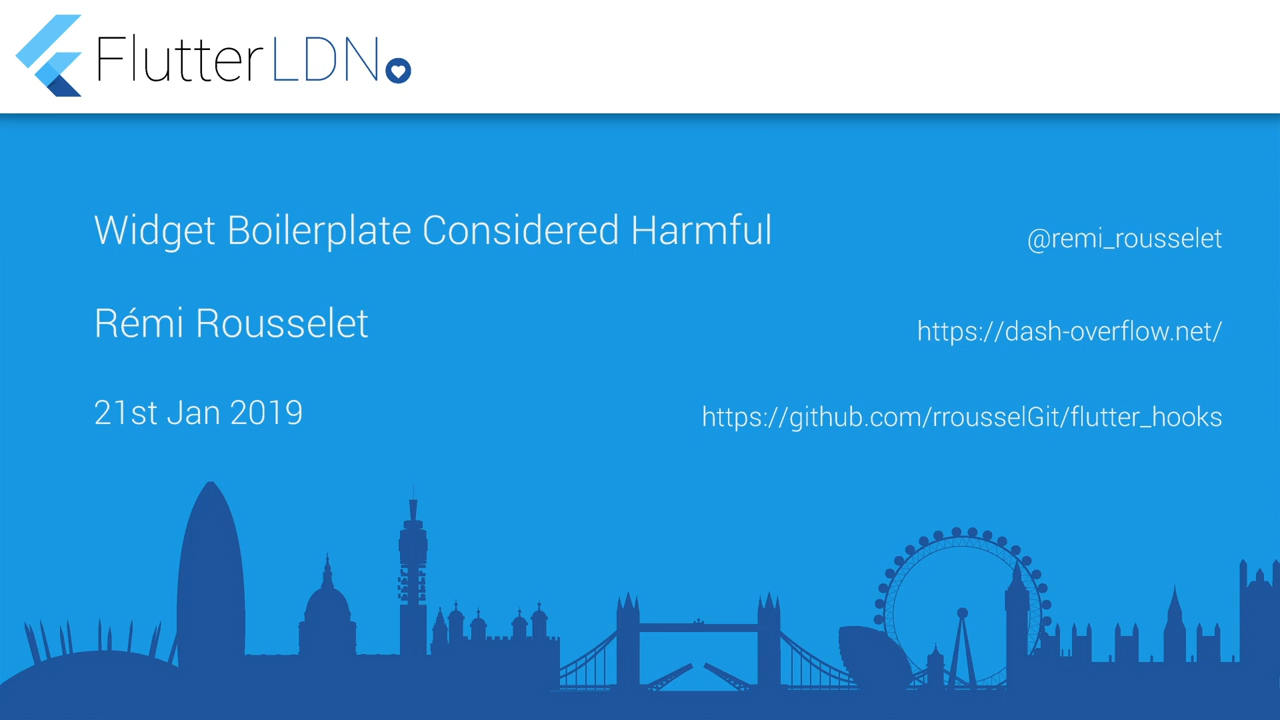 FlutterLDN
Widget Boilerplate Considered Harmful
@remi_rousselet
Rémi Rousselet
https://dash-overflow.net/
21st Jan 2019
https://github.com/rrousselGit/flutter_hooks